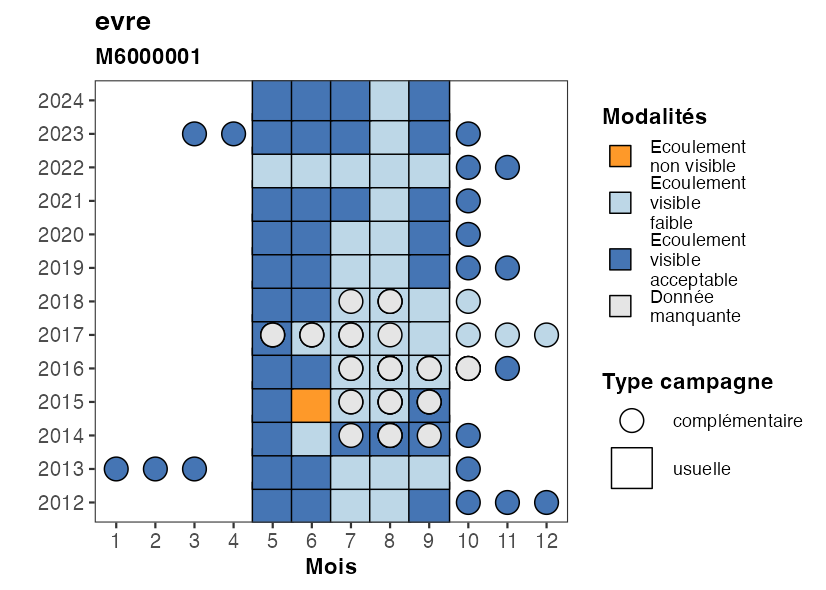 evre
M6000001
2024
2023
2022
2021
2020
2019
2018
2017
2016
2015
2014
2013
2012
1 2 3 4 5 6 7 8 9 10 11 12
Mois
Modalités
Ecoulement
non visible
Ecoulement
visible
faible
Ecoulement
visible
acceptable
Donnée
manquante
Type campagne
complémentaire
usuelle